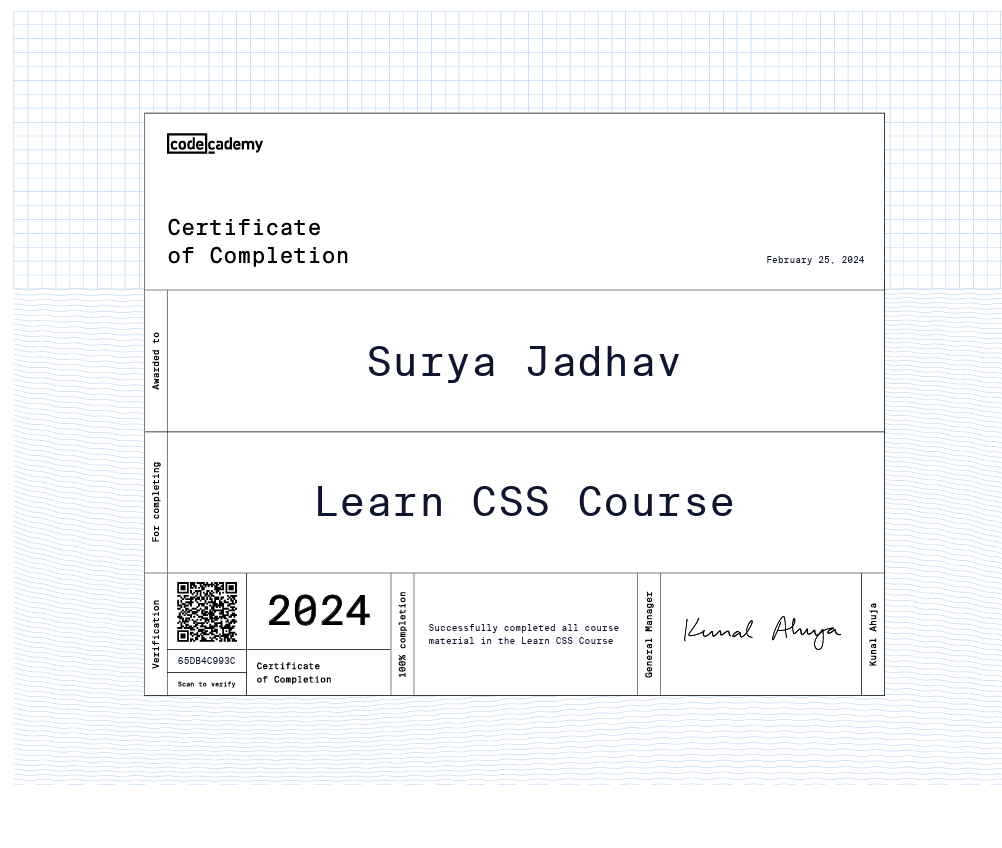 codecademy
Certificate
of Completion
February 25, 2024
Awarded to
Surya Jadhav
For completing
Learn CSS Course
Verification
65DB4C993C
Scan to verify
2024
Certificate
of Completion
100% completion
Successfully completed all course
material in the Learn CSS Course
General Manager
Kunal Ahuja
Kunal Ahuja